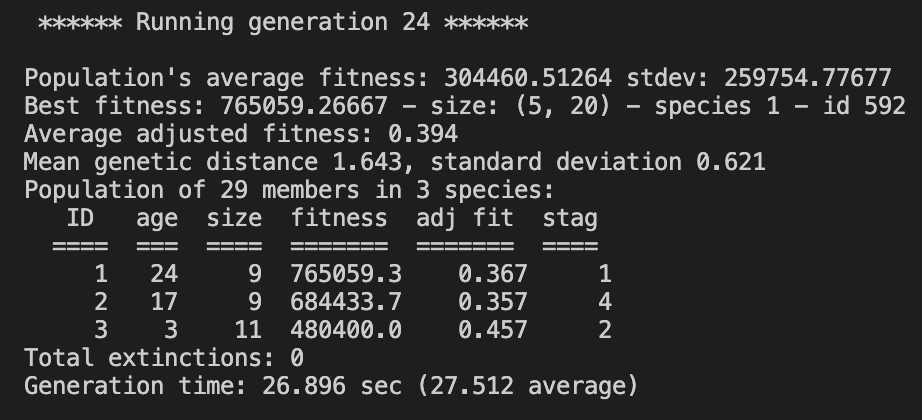 ****** Running generation 24 ******
Population's average fitness: 304460.51264 stdev: 259754.77677
Best fitness: 765059.26667 - size: (5, 20) - species 1 - id 592
Average adjusted fitness: 0.394
Mean genetic distance 1.643, standard deviation 0.621
Population of 29 members in 3 species:
   ID   age  size   fitness   adj fit  stag
  ====  ===  ====  =======  =======  ====
     1   24     9  765059.3    0.367     1
     2   17     9  684433.7    0.357     4
     3    3    11  480400.0    0.457     2
Total extinctions: 0
Generation time: 26.896 sec (27.512 average)